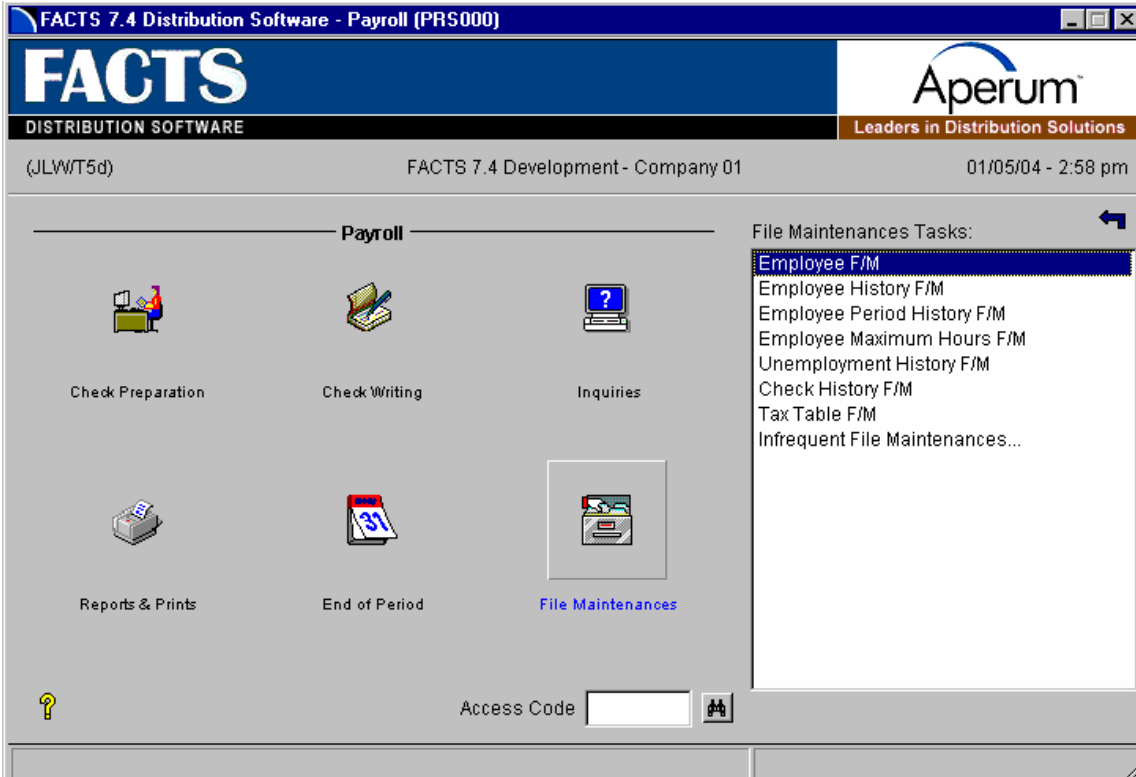 FACTS 7.4 Distribution Software - Payroll (PRS000)
FACTS
DISTRIBUTION SOFTWARE
Aperum™
Leaders in Distribution Solutions
(JLW/T5d)
FACTS 7.4 Development - Company 01
01/05/04 - 2:58 pm
Payroll
Check Preparation
Check Writing
?
Inquiries
Reports & Prints
31
End of Period
File Maintenances
File Maintenances Tasks:
Employee F/M
Employee History F/M
Employee Period History F/M
Employee Maximum Hours F/M
Unemployment History F/M
Check History F/M
Tax Table F/M
Infrequent File Maintenances...
?
Access Code